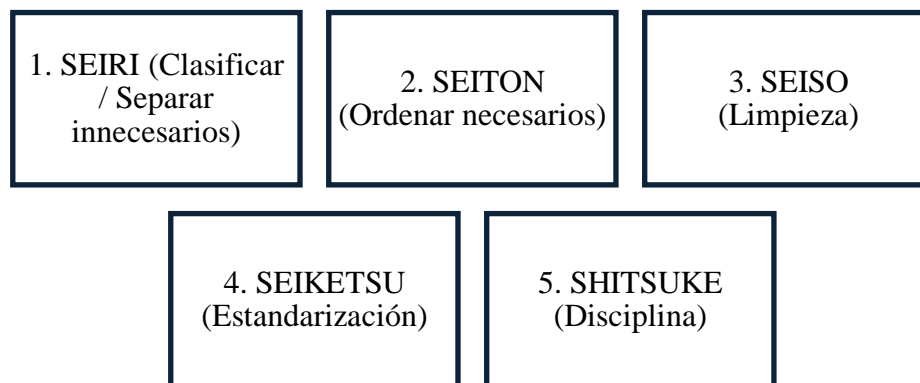 1. SEIRI (Clasificar
/ Separar
innecesarios)
2. SEITON
(Ordenar necesarios)
3. SEISO
(Limpieza)
4. SEIKETSU
(Estandarización)
5. SHITSUKE
(Disciplina)